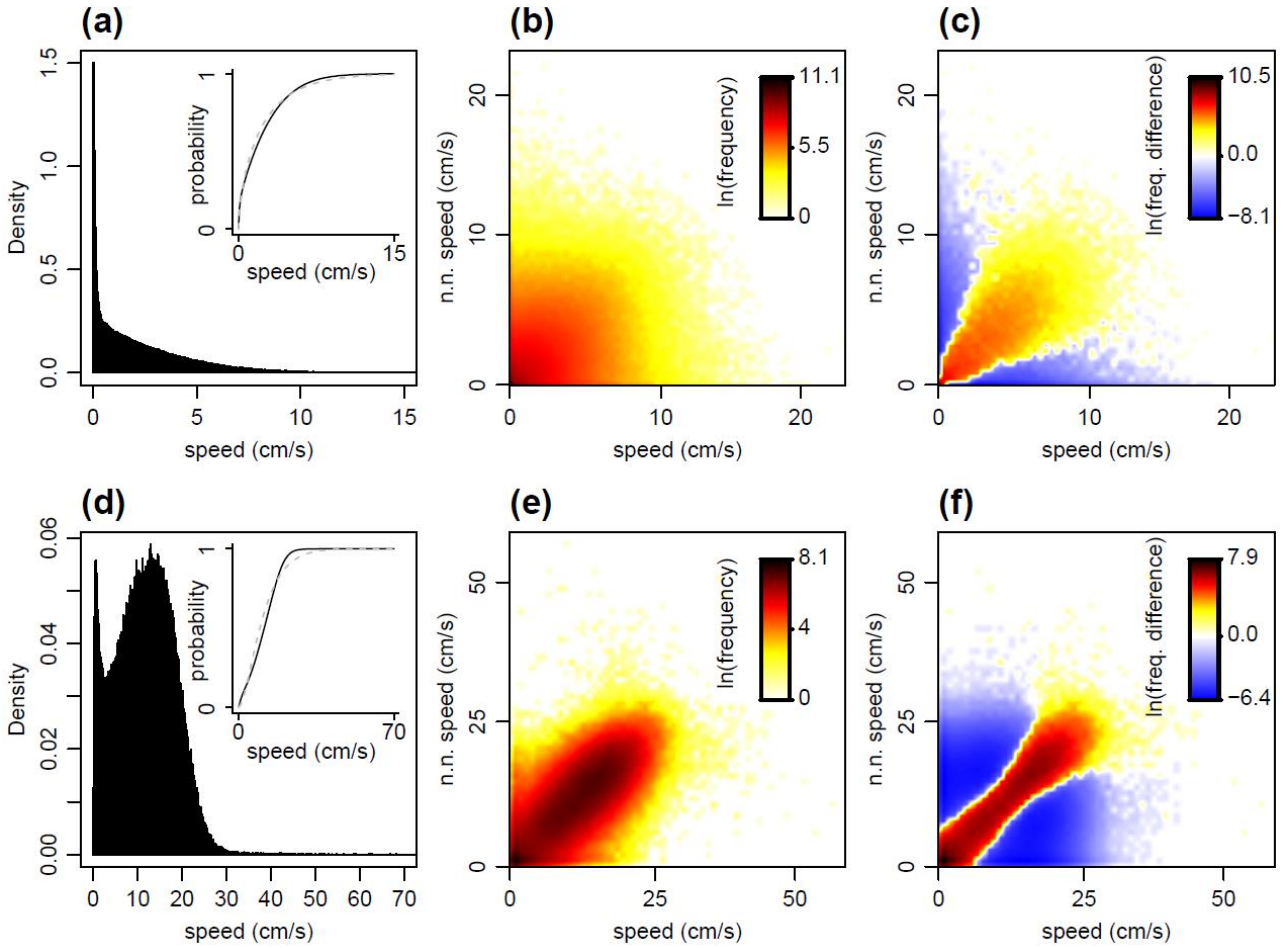 (a)
Density
0.0
0.5
1.0
1.5
0
5
10
15
speed (cm/s)
probability
0
1
0
15
speed (cm/s)
(b)
n.n. speed (cm/s)
0
10
20
0
10
20
speed (cm/s)
ln(frequency)
11.1
5.5
0
(c)
n.n. speed (cm/s)
0
10
20
0
10
20
speed (cm/s)
ln(freq. difference)
10.5
0.0
−8.1
(d)
Density
0.00
0.02
0.04
0.06
0
10
20
30
40
50
60
70
speed (cm/s)
probability
0
1
0
70
speed (cm/s)
(e)
n.n. speed (cm/s)
0
25
50
0
25
50
speed (cm/s)
ln(frequency)
8.1
4
0
(f)
n.n. speed (cm/s)
0
25
50
0
25
50
speed (cm/s)
ln(freq. difference)
7.9
0.0
−6.4